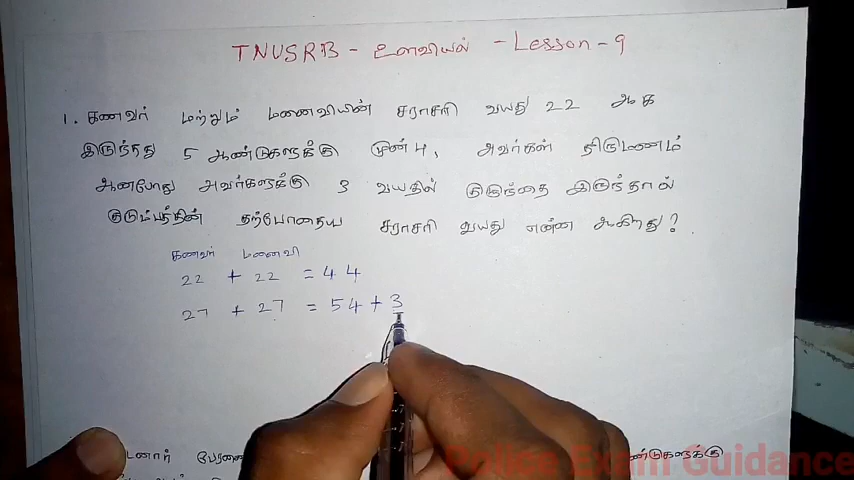 TNUSRB - உளவியல் - Lesson - 9
1. கணவர் மற்றும் மனைவியின் சராசரி வயது 22 ஆக
இருந்தது 5 ஆண்டுகளுக்கு முன்பு, அவர்கள் திருமணம்
ஆனபோது அவர்களுக்கு 3 வயதில் குழந்தை இருந்தால்
குடும்பத்தின் தற்போதைய சராசரி வயது என்ன ஆகிறது?
கணவர் மனைவி
22 + 22 = 44
27 + 27 = 54 + 3
Police Exam Guidance